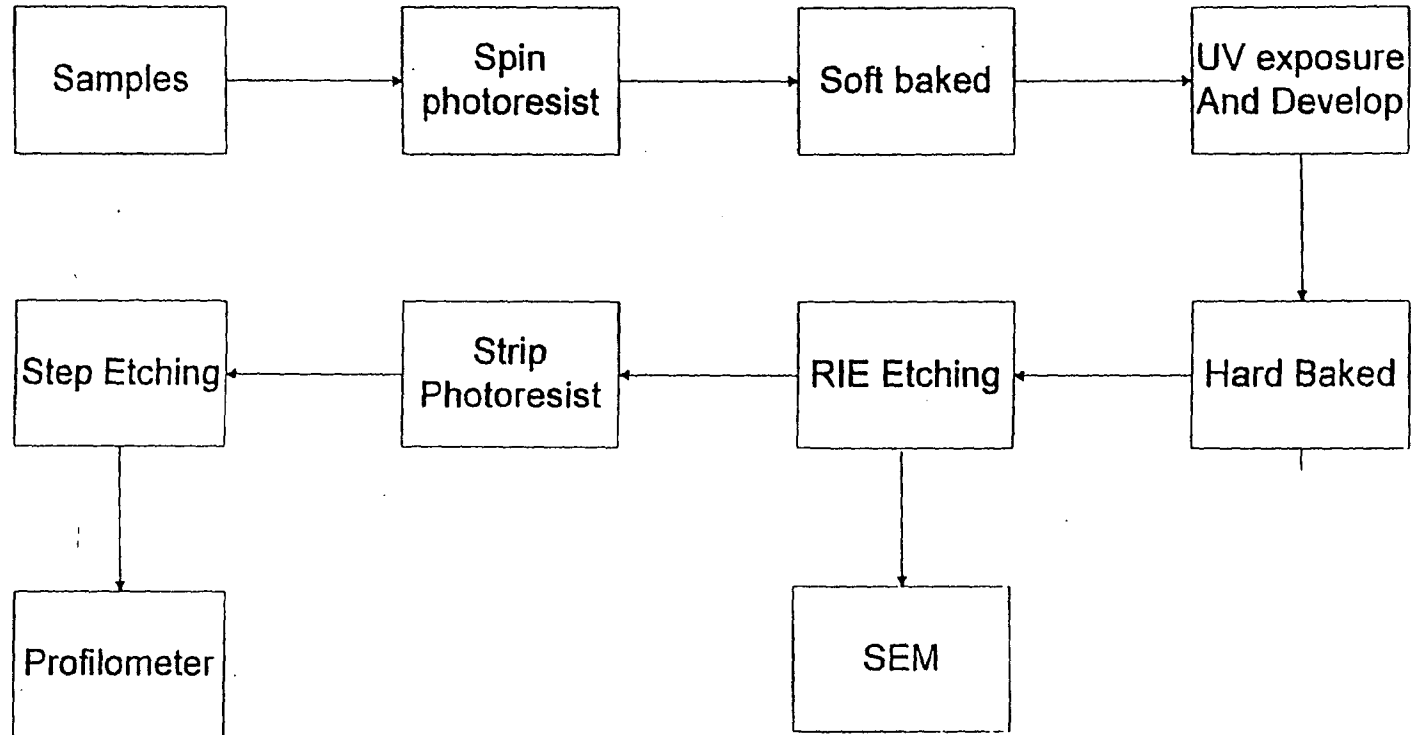 Samples
Spin
photoresist
Soft baked
UV exposure
And Develop
Step Etching
Strip
Photoresist
RIE Etching
Hard Baked
Profilometer
SEM